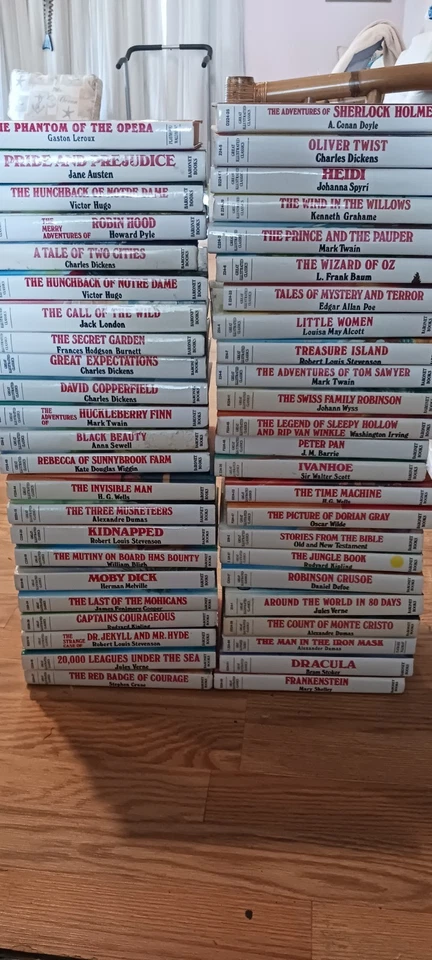 THE PHANTOM OF THE OPERA
Gaston Leroux
PRIDE AND PREJUDICE
Jane Austen
THE HUNCHBACK OF NOTRE DAME
Victor Hugo
THE MERRY ADVENTURES OF ROBIN HOOD
Howard Pyle
A TALE OF TWO CITIES
Charles Dickens
THE HUNCHBACK OF NOTRE DAME
Victor Hugo
THE CALL OF THE WILD
Jack London
THE SECRET GARDEN
Frances Hodgson Burnett
GREAT EXPECTATIONS
Charles Dickens
DAVID COPPERFIELD
Charles Dickens
THE ADVENTURES OF HUCKLEBERRY FINN
Mark Twain
BLACK BEAUTY
Anna Sewell
REBECCA OF SUNNYBROOK FARM
Kate Douglas Wiggin
THE INVISIBLE MAN
H. G. Wells
THE THREE MUSKETEERS
Alexandre Dumas
KIDNAPPED
Robert Louis Stevenson
THE MUTINY ON BOARD HMS BOUNTY
William Bligh
MOBY DICK
Herman Melville
THE LAST OF THE MOHICANS
James Fenimore Cooper
CAPTAINS COURAGEOUS
Rudyard Kipling
THE STRANGE CASE OF DR. JEKYLL AND MR. HYDE
Robert Louis Stevenson
20,000 LEAGUES UNDER THE SEA
Jules Verne
THE RED BADGE OF COURAGE
Stephen Crane
THE ADVENTURES OF SHERLOCK HOLMES
A. Conan Doyle
OLIVER TWIST
Charles Dickens
HEIDI
Johanna Spyri
THE WIND IN THE WILLOWS
Kenneth Grahame
THE PRINCE AND THE PAUPER
Mark Twain
THE WIZARD OF OZ
L. Frank Baum
TALES OF MYSTERY AND TERROR
Edgar Allan Poe
LITTLE WOMEN
Louisa May Alcott
TREASURE ISLAND
Robert Louis Stevenson
THE ADVENTURES OF TOM SAWYER
Mark Twain
THE SWISS FAMILY ROBINSON
Johann Wyss
THE LEGEND OF SLEEPY HOLLOW
AND RIP VAN WINKLE Washington Irving
PETER PAN
J. M. Barrie
IVANHOE
Sir Walter Scott
THE TIME MACHINE
H.G. Wells
THE PICTURE OF DORIAN GRAY
Oscar Wilde
STORIES FROM THE BIBLE
Old and New Testament
THE JUNGLE BOOK
Rudyard Kipling
ROBINSON CRUSOE
Daniel Defoe
AROUND THE WORLD IN 80 DAYS
Jules Verne
THE COUNT OF MONTE CRISTO
Alexandre Dumas
THE MAN IN THE IRON MASK
Alexander Dumas
DRACULA
Bram Stoker
FRANKENSTEIN
Mary Shelley